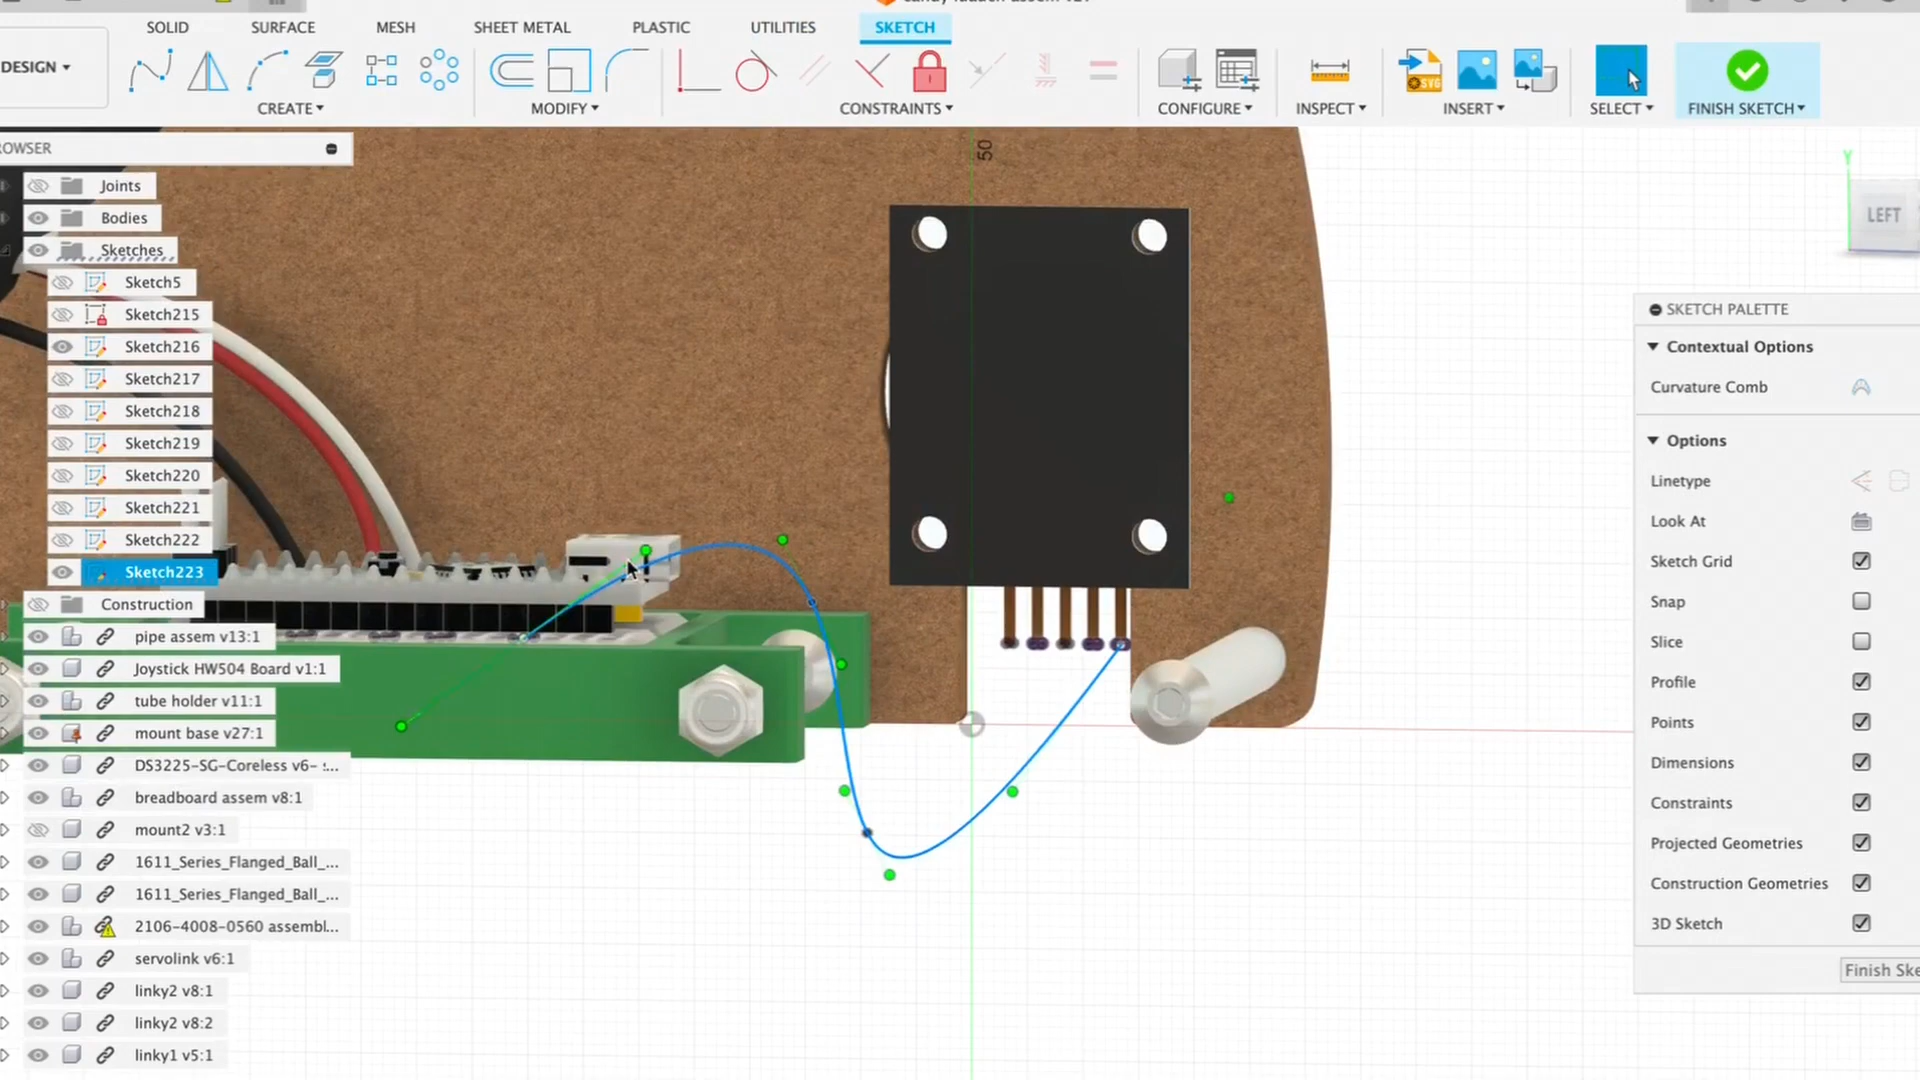 SOLID SURFACE MESH SHEET METAL PLASTIC UTILITIES SKETCH
DESIGN
CREATE MODIFY CONSTRAINTS CONFIGURE INSPECT INSERT SELECT FINISH SKETCH
SVG
ROWSER
50
LEFT
Y
Joints
Bodies
Sketches
Sketch5
Sketch215
Sketch216
Sketch217
Sketch218
Sketch219
Sketch220
Sketch221
Sketch222
Sketch223
Construction
pipe assem v13:1
Joystick HW504 Board v1:1
tube holder v11:1
mount base v27:1
DS3225-SG-Coreless v6- :...
breadboard assem v8:1
mount2 v3:1
1611_Series_Flanged_Ball_...
1611_Series_Flanged_Ball_...
2106-4008-0560 assembl...
servolink v6:1
linky2 v8:1
linky2 v8:2
linky1 v5:1
SKETCH PALETTE
Contextual Options
Curvature Comb
Options
Linetype
Look At
Sketch Grid
Snap
Slice
Profile
Points
Dimensions
Constraints
Projected Geometries
Construction Geometries
3D Sketch
Finish Ske